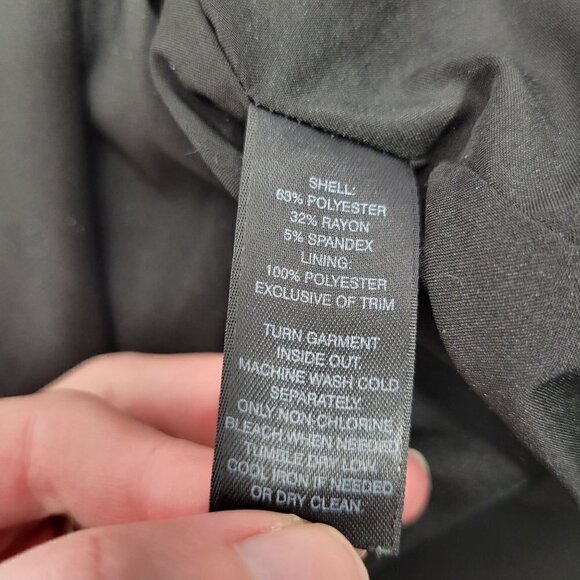 SHELL:
63% POLYESTER
32% RAYON
5% SPANDEX
LINING:
100% POLYESTER
EXCLUSIVE OF TRIM
TURN GARMENT
INSIDE OUT.
MACHINE WASH COLD
SEPARATELY.
ONLY NON-CHLORINE
BLEACH WHEN NEEDED
TUMBLE DRY LOW.
COOL IRON IF NEEDED
OR DRY CLEAN.